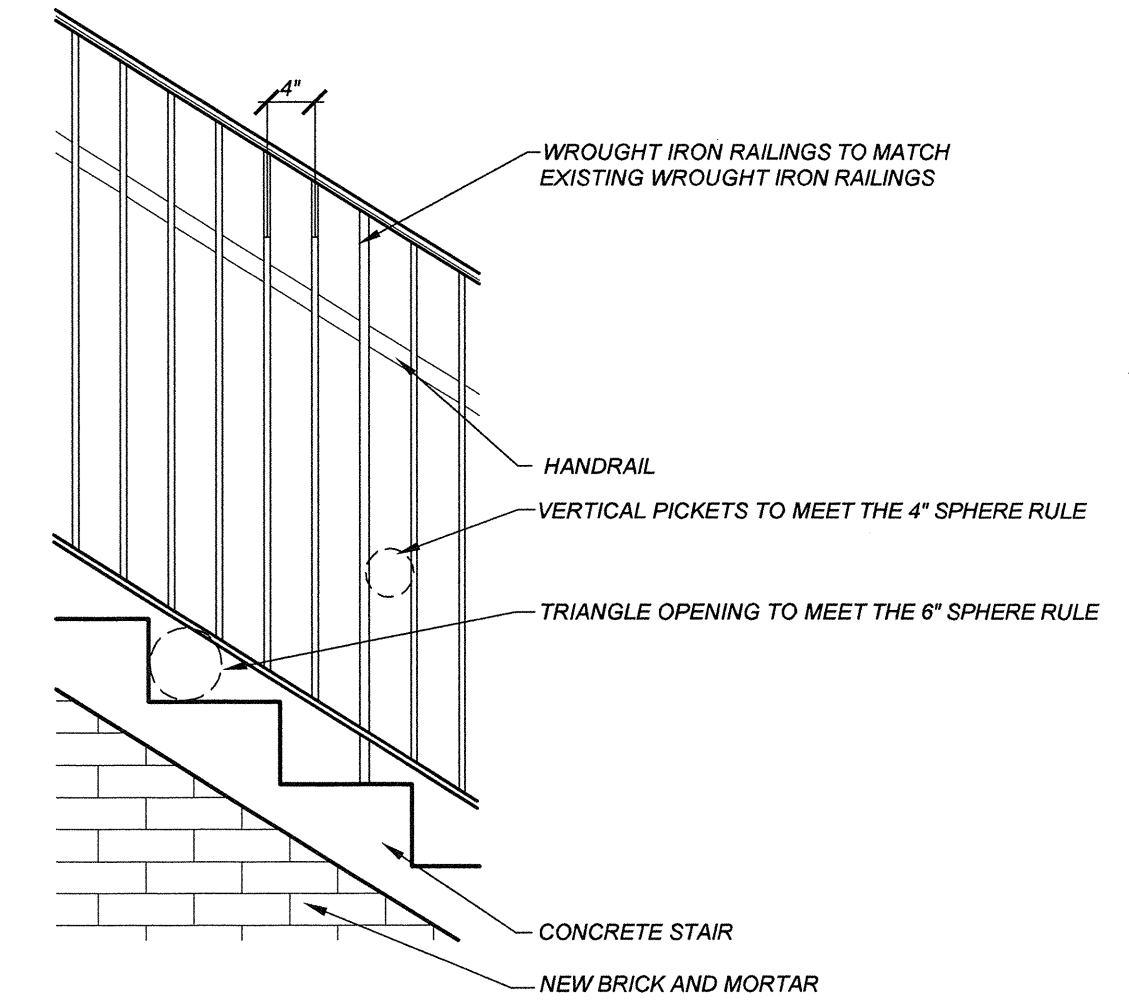 4"
WROUGHT IRON RAILINGS TO MATCH
EXISTING WROUGHT IRON RAILINGS
HANDRAIL
VERTICAL PICKETS TO MEET THE 4" SPHERE RULE
TRIANGLE OPENING TO MEET THE 6" SPHERE RULE
CONCRETE STAIR
NEW BRICK AND MORTAR